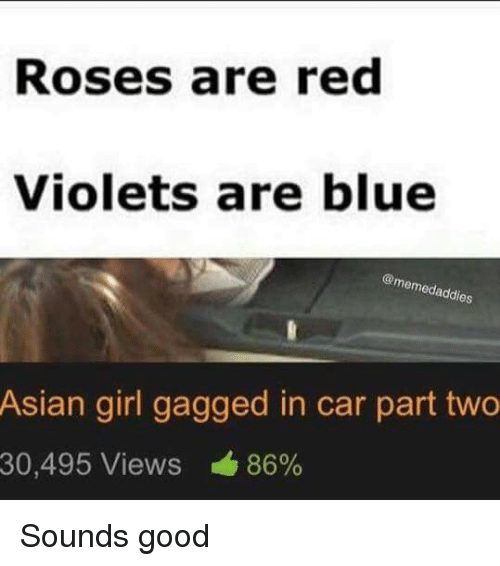 Roses are red
Violets are blue
@memedaddies
Asian girl gagged in car part two
30,495 Views 86%
Sounds good